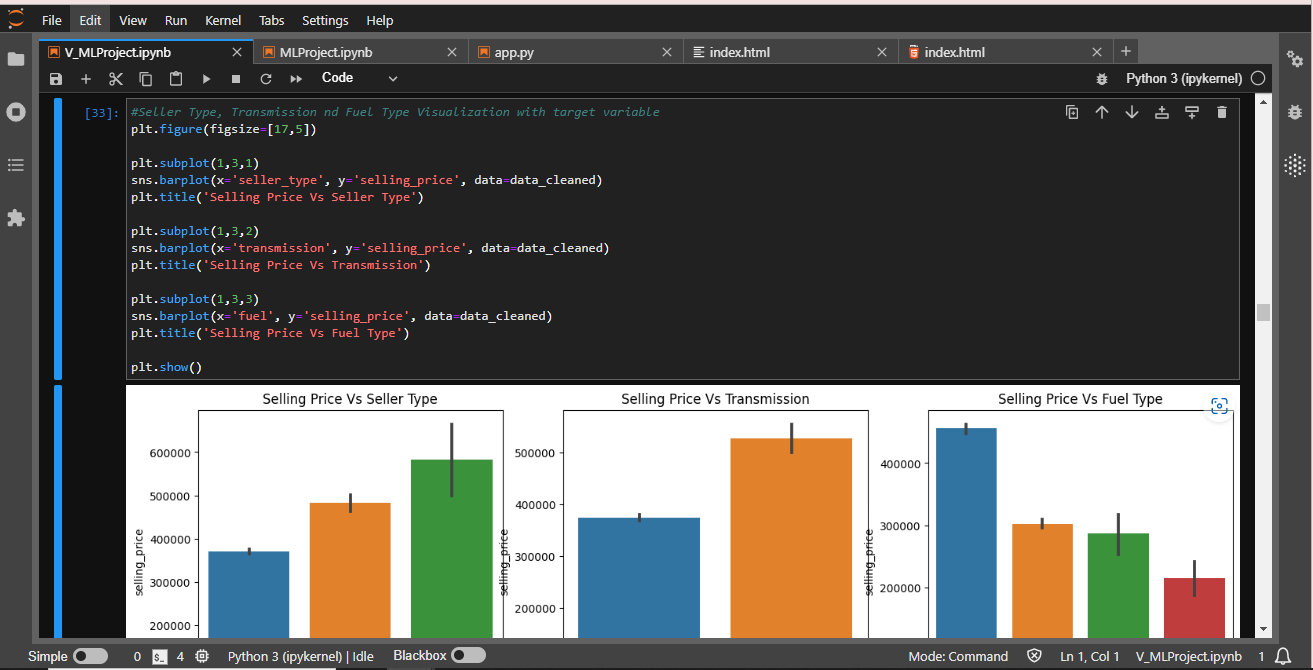 File Edit View Run Kernel Tabs Settings Help
V_MLProject.ipynb MLProject.ipynb app.py index.html index.html
Code Python 3 (ipykernel)
[33]: #Seller Type, Transmission nd Fuel Type Visualization with target variable
plt.figure(figsize=[17,5])
plt.subplot(1,3,1)
sns.barplot(x='seller_type', y='selling_price', data=data_cleaned)
plt.title('Selling Price Vs Seller Type')
plt.subplot(1,3,2)
sns.barplot(x='transmission', y='selling_price', data=data_cleaned)
plt.title('Selling Price Vs Transmission')
plt.subplot(1,3,3)
sns.barplot(x='fuel', y='selling_price', data=data_cleaned)
plt.title('Selling Price Vs Fuel Type')
plt.show()
Selling Price Vs Seller Type
600000
500000
400000
300000
200000
selling_price
Selling Price Vs Transmission
500000
400000
300000
200000
selling_price
Selling Price Vs Fuel Type
400000
300000
200000
selling_price
Simple 0 $_ 4 Python 3 (ipykernel) | Idle Blackbox Mode: Command Ln 1, Col 1 V_MLProject.ipynb 1